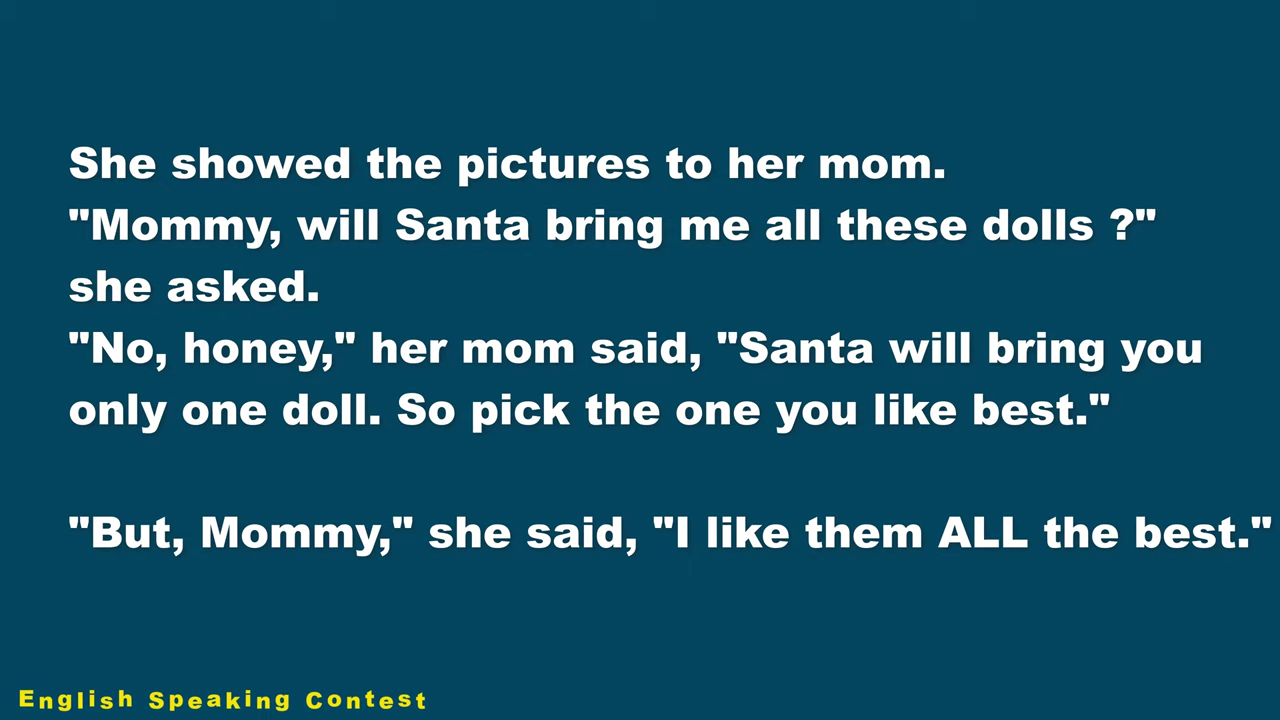 She showed the pictures to her mom.
"Mommy, will Santa bring me all these dolls ?"
she asked.
"No, honey," her mom said, "Santa will bring you
only one doll. So pick the one you like best."
"But, Mommy," she said, "I like them ALL the best."
English Speaking Contest